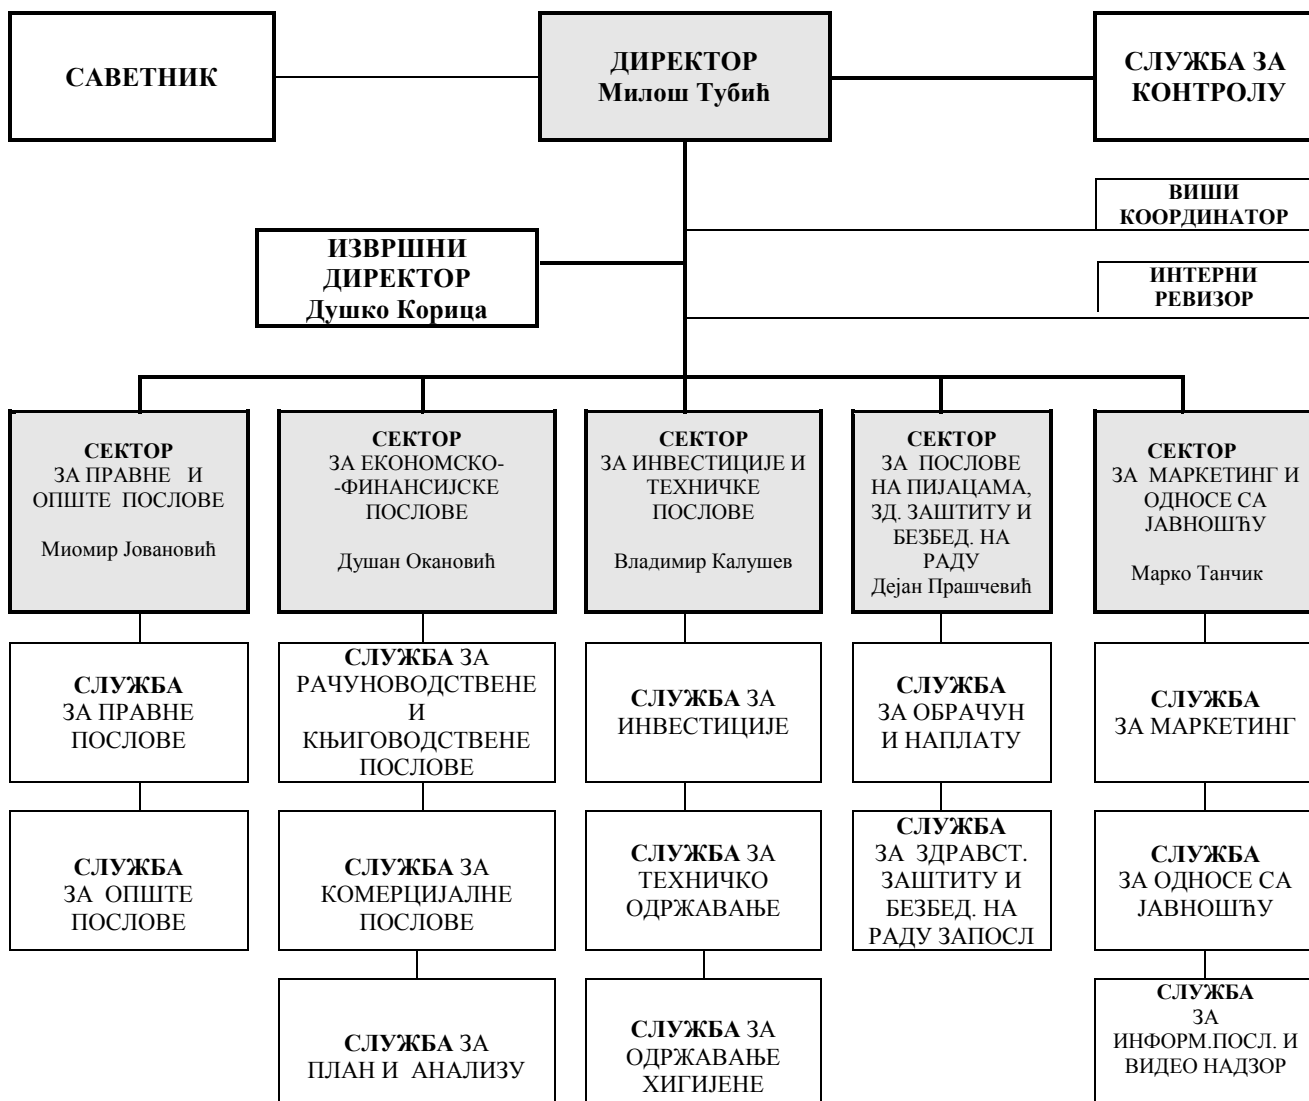 САВЕТНИК
ДИРЕКТОР
Милош Тубић
СЛУЖБА ЗА
КОНТРОЛУ
ВИШИ
КООРДИНАТОР
ИЗВРШНИ
ДИРЕКТОР
Душко Корица
ИНТЕРНИ
РЕВИЗОР
СЕКТОР
ЗА ПРАВНЕ И
ОПШТЕ ПОСЛОВЕ
Миомир Јовановић
СЕКТОР
ЗА ЕКОНОМСКО-
-ФИНАНСИЈСКЕ
ПОСЛОВЕ
Душан Окановић
СЕКТОР
ЗА ИНВЕСТИЦИЈЕ И
ТЕХНИЧКЕ
ПОСЛОВЕ
Владимир Калушев
СЕКТОР
ЗА ПОСЛОВЕ
НА ПИЈАЦАМА,
ЗД. ЗАШТИТУ И
БЕЗБЕД. НА
РАДУ
Дејан Прашчевић
СЕКТОР
ЗА МАРКЕТИНГ И
ОДНОСЕ СА
ЈАВНОШЋУ
Марко Танчик
СЛУЖБА
ЗА ПРАВНЕ
ПОСЛОВЕ
СЛУЖБА ЗА
РАЧУНОВОДСТВЕНЕ
И
КЊИГОВОДСТВЕНЕ
ПОСЛОВЕ
СЛУЖБА ЗА
ИНВЕСТИЦИЈЕ
СЛУЖБА
ЗА ОБРАЧУН
И НАПЛАТУ
СЛУЖБА
ЗА МАРКЕТИНГ
СЛУЖБА
ЗА ОПШТЕ
ПОСЛОВЕ
СЛУЖБА ЗА
КОМЕРЦИЈАЛНЕ
ПОСЛОВЕ
СЛУЖБА ЗА
ТЕХНИЧКО
ОДРЖАВАЊЕ
СЛУЖБА
ЗА ЗДРАВСТ.
ЗАШТИТУ И
БЕЗБЕД. НА
РАДУ ЗАПОСЛ
СЛУЖБА
ЗА ОДНОСЕ СА
ЈАВНОШЋУ
СЛУЖБА ЗА
ПЛАН И АНАЛИЗУ
СЛУЖБА ЗА
ОДРЖАВАЊЕ
ХИГИЈЕНЕ
СЛУЖБА
ЗА
ИНФОРМ.ПОСЛ. И
ВИДЕО НАДЗОР